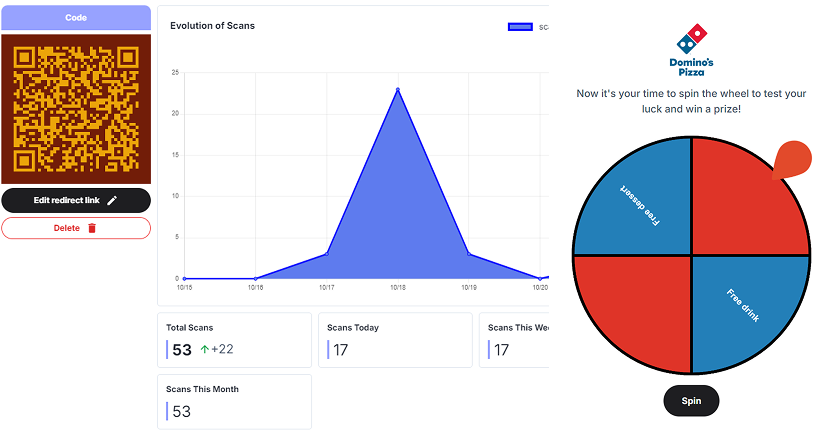 Code
Edit redirect link
Delete
Evolution of Scans
sc
25
20
15
10
5
0
10/15
10/16
10/17
10/18
10/19
10/20
Total Scans
53 +22
Scans Today
17
Scans This We
17
Scans This Month
53
Domino's
Pizza
Now it's your time to spin the wheel to test your
luck and win a prize!
Free dessert
Free drink
Spin